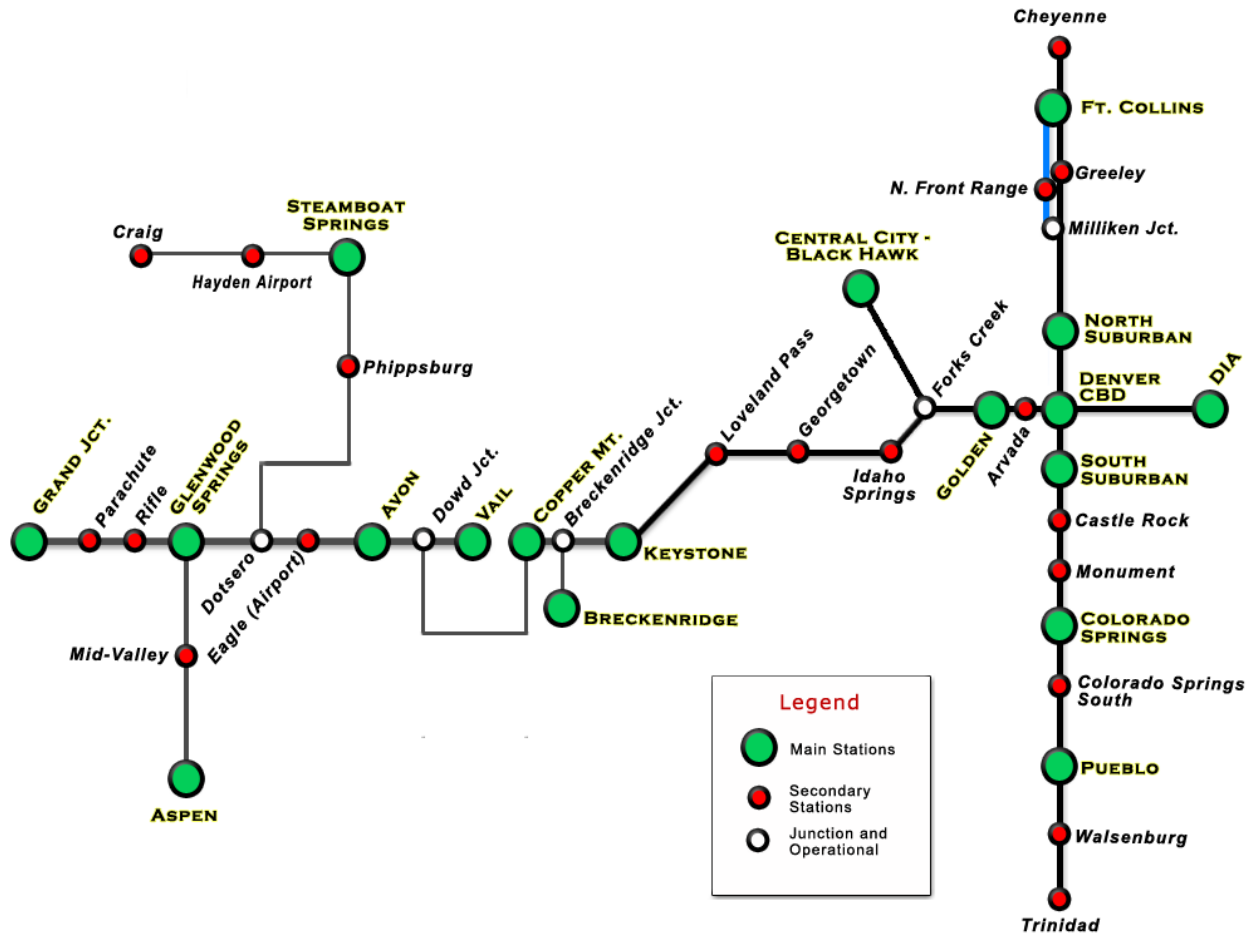 Cheyenne
FT. COLLINS
Greeley
N. Front Range
Milliken Jct.
STEAMBOAT
SPRINGS
Craig
Hayden Airport
CENTRAL CITY -
BLACK HAWK
NORTH
SUBURBAN
Phippsburg
Loveland Pass
Georgetown
Forks Creek
DENVER
CBD
DIA
GOLDEN
Arvada
Idaho
Springs
SOUTH
SUBURBAN
GRAND JCT.
Parachute
Rifle
GLENWOOD
SPRINGS
Dotsero
Eagle (Airport)
AVON
Dowd Jct.
VAIL
COPPER MT.
Breckenridge Jct.
KEYSTONE
BRECKENRIDGE
Castle Rock
Monument
COLORADO
SPRINGS
Mid-Valley
Colorado Springs
South
ASPEN
PUEBLO
Walsenburg
Trinidad
Legend
Main Stations
Secondary
Stations
Junction and
Operational